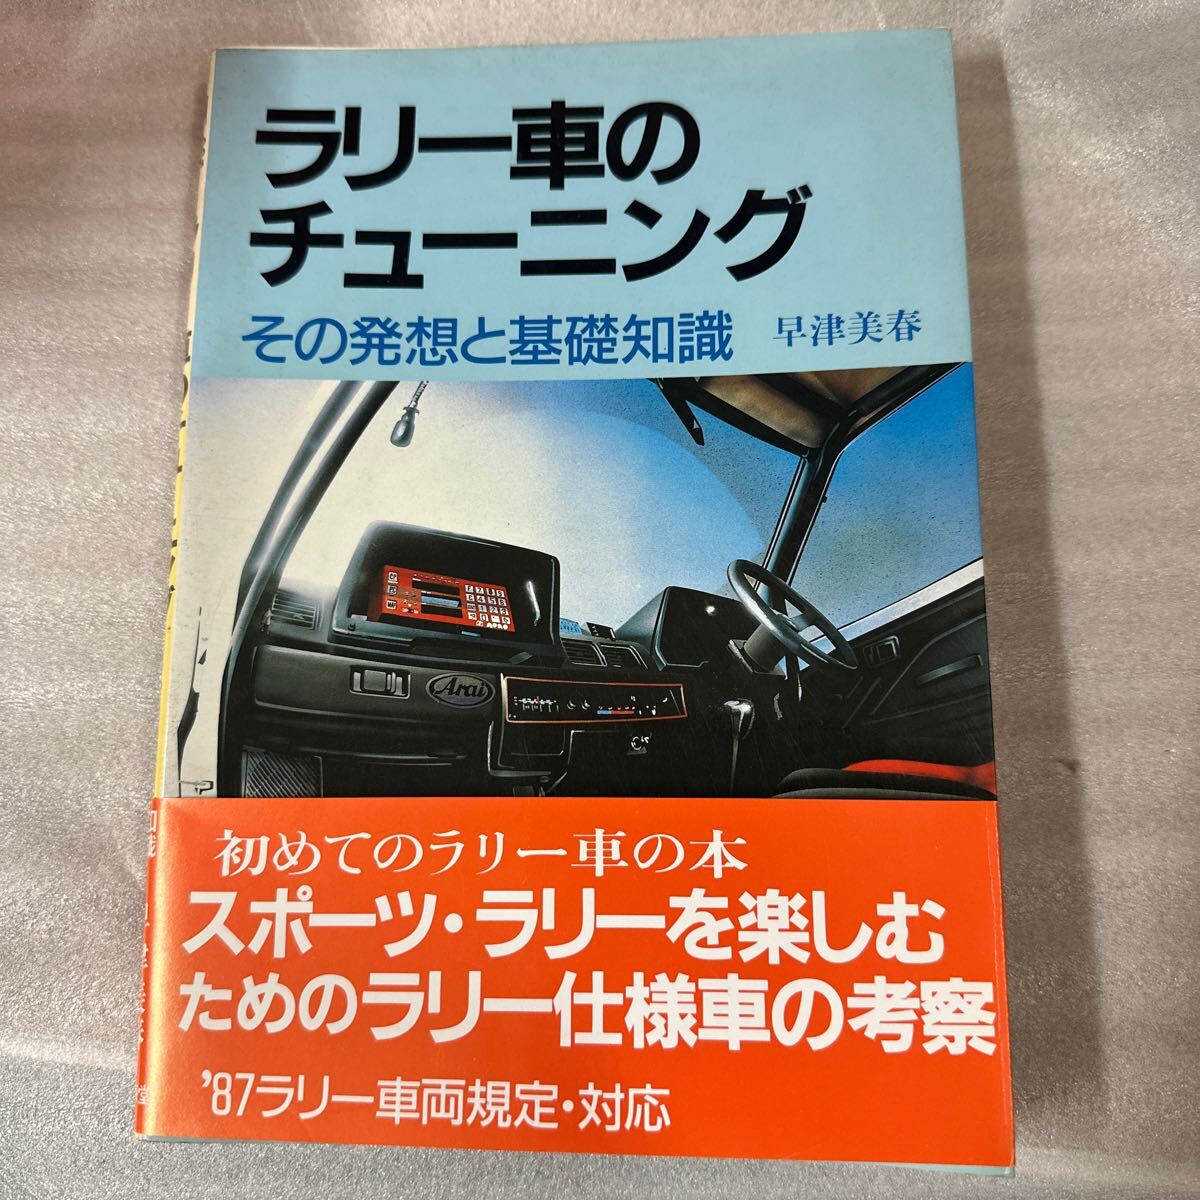 ラリー車の
チューニング
その発想と基礎知識 早津美春
Arai
初めてのラリー車の本
スポーツ・ラリーを楽しむ
ためのラリー仕様車の考察
'87ラリー車両規定・対応